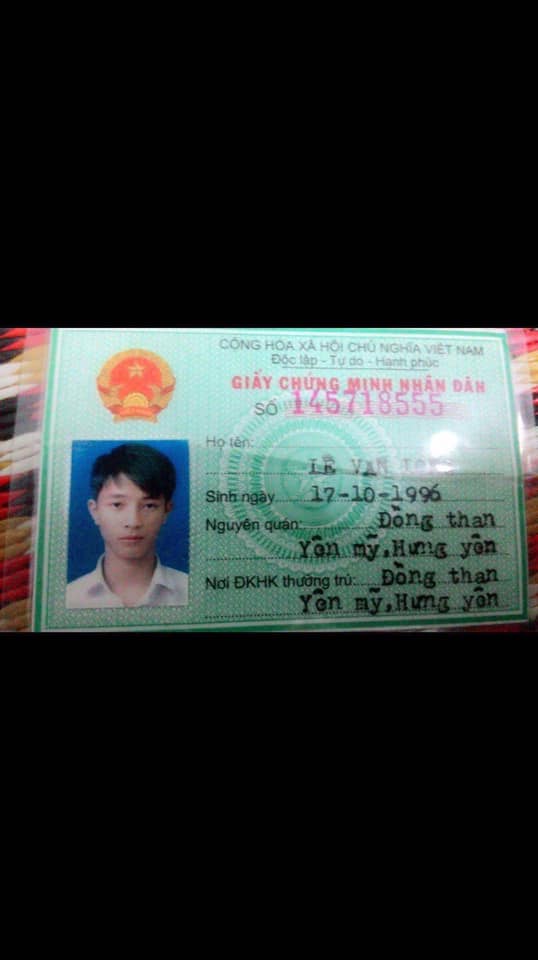 CỘNG HÒA XÃ HỘI CHỦ NGHĨA VIỆT NAM
Độc lập - Tự do - Hạnh phúc
GIẤY CHỨNG MINH NHÂN DÂN
SỐ 145718555
Họ tên:
LÊ VĂN
Sinh ngày 17-10-1996
Nguyên quán: Đồng than
Yên mỹ,Hưng yên
Nơi ĐKHK thường trú: Đồng than
Yên mỹ,Hưng yên